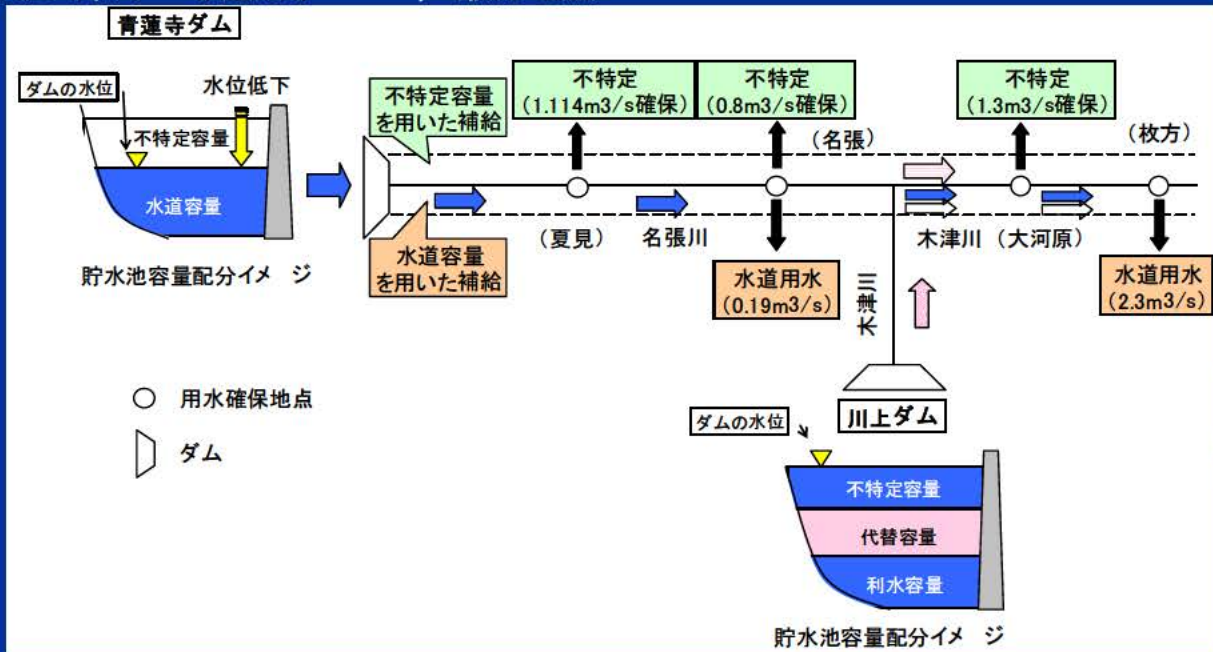 青蓮寺ダム
ダムの水位
水位低下
不特定容量
水道容量
貯水池容量配分イメージ
不特定容量
を用いた補給
水道容量
を用いた補給
不特定
(1.114m3/s確保)
不特定
(0.8m3/s確保)
不特定
(1.3m3/s確保)
(名張)
(枚方)
(夏見)
名張川
木津川
(大河原)
水道用水
(0.19m3/s)
水道用水
(2.3m3/s)
木津川
用水確保地点
ダム
川上ダム
ダムの水位
不特定容量
代替容量
利水容量
貯水池容量配分イメージ